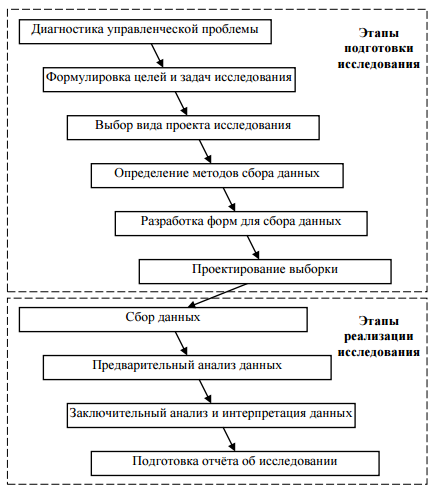 Диагностика управленческой проблемы
Этапы
подготовки
исследования
Формулировка целей и задач исследования
Выбор вида проекта исследования
Определение методов сбора данных
Разработка форм для сбора данных
Проектирование выборки
Сбор данных
Этапы
реализации
исследования
Предварительный анализ данных
Заключительный анализ и интерпретация данных
Подготовка отчёта об исследовании